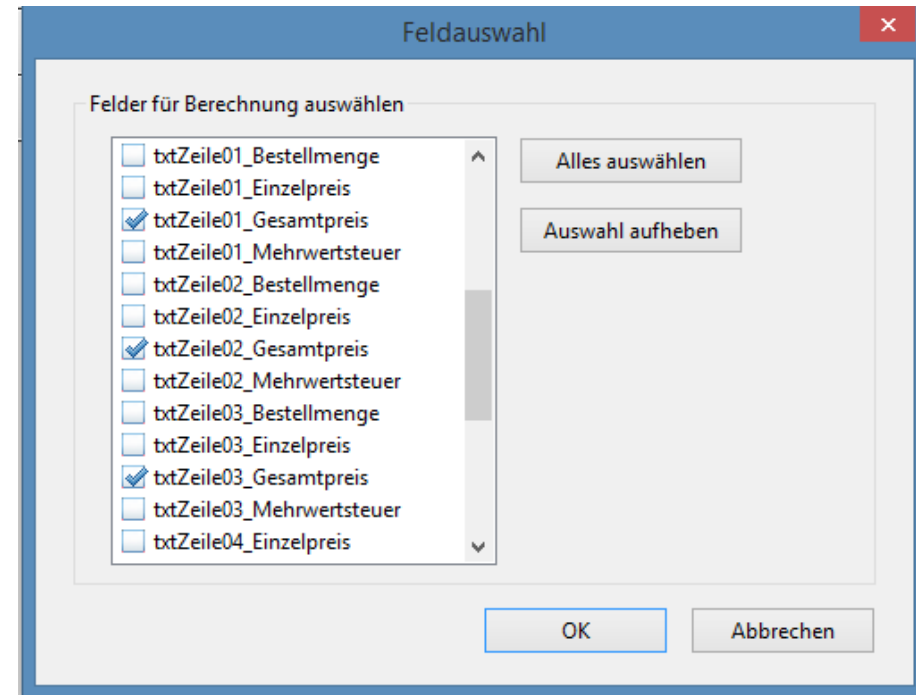 Feldauswahl
Felder für Berechnung auswählen
txtZeile01_Bestellmenge
txtZeile01_Einzelpreis
txtZeile01_Gesamtpreis
txtZeile01_Mehrwertsteuer
txtZeile02_Bestellmenge
txtZeile02_Einzelpreis
txtZeile02_Gesamtpreis
txtZeile02_Mehrwertsteuer
txtZeile03_Bestellmenge
txtZeile03_Einzelpreis
txtZeile03_Gesamtpreis
txtZeile03_Mehrwertsteuer
txtZeile04_Einzelpreis
Alles auswählen
Auswahl aufheben
OK
Abbrechen